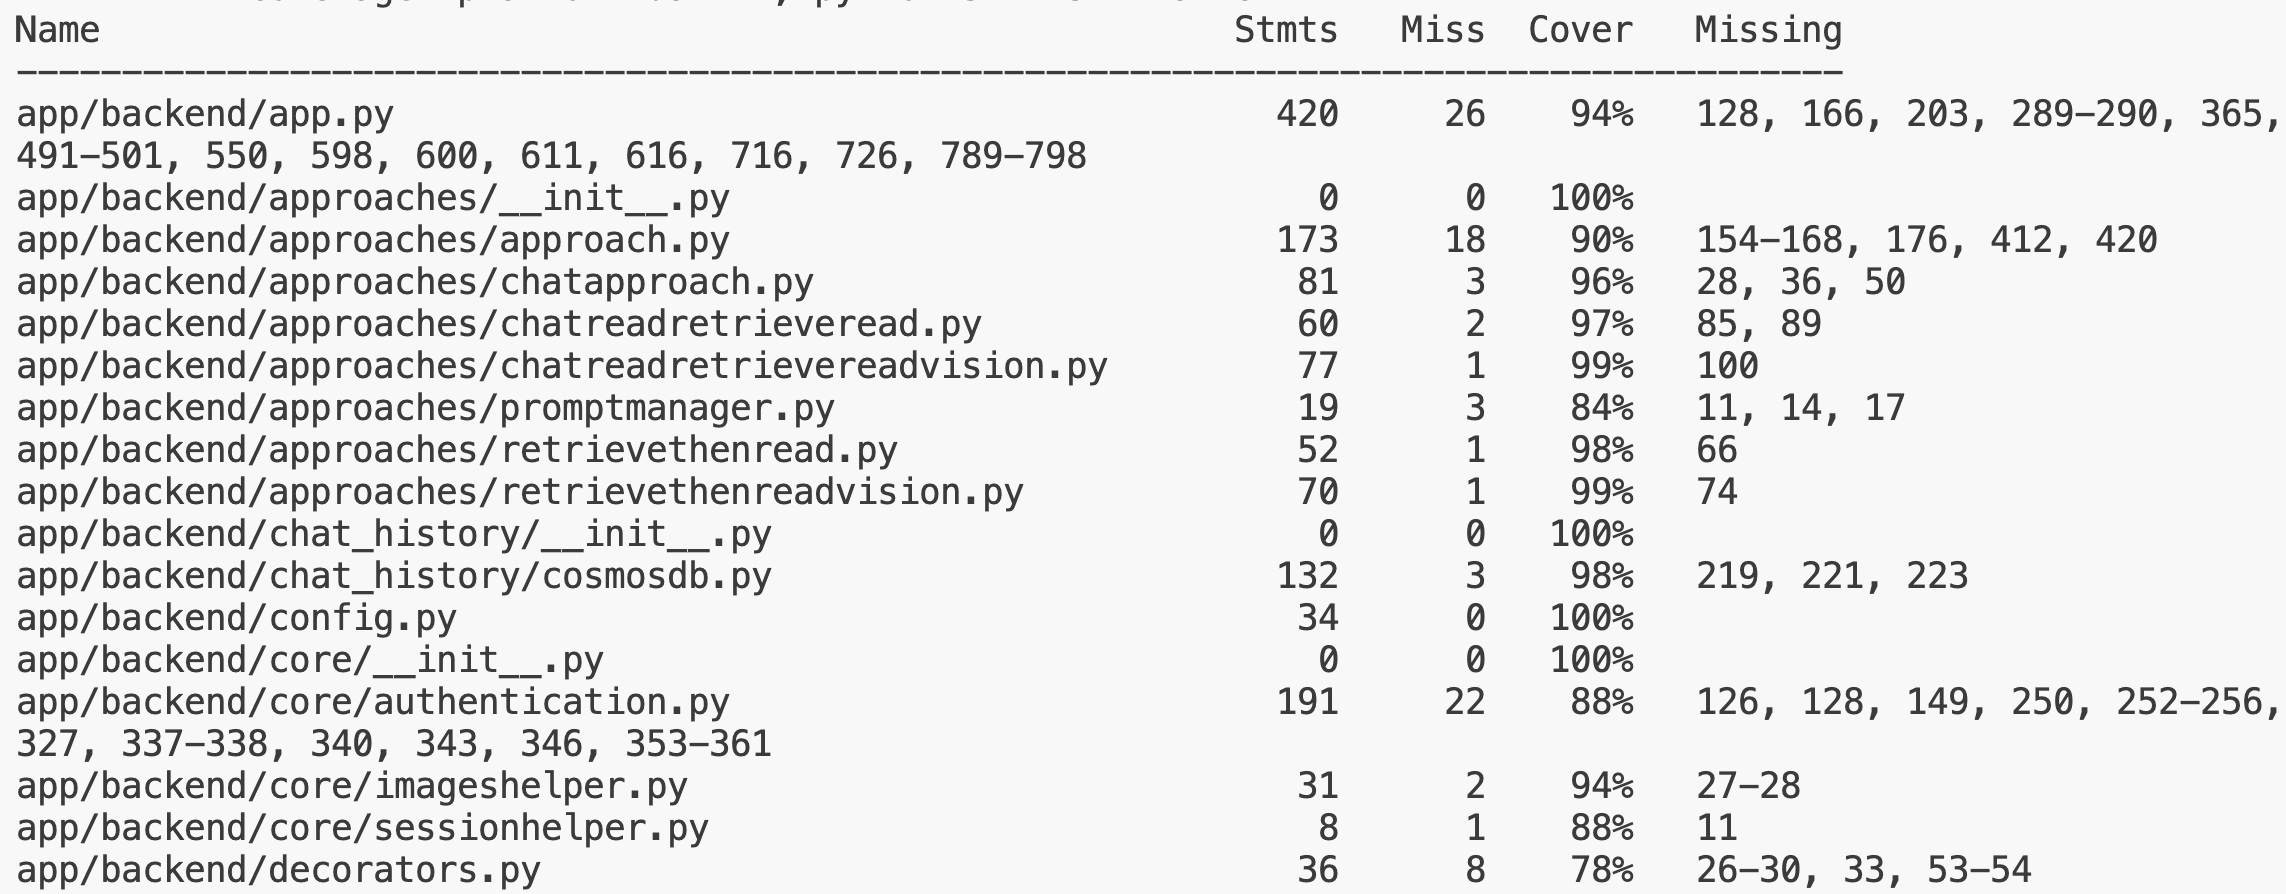 Name Stmts Miss Cover Missing
app/backend/app.py 420 26 94% 128, 166, 203, 289-290, 365,
491-501, 550, 598, 600, 611, 616, 716, 726, 789-798
app/backend/approaches/__init__.py 0 0 100%
app/backend/approaches/approach.py 173 18 90% 154-168, 176, 412, 420
app/backend/approaches/chatapproach.py 81 3 96% 28, 36, 50
app/backend/approaches/chatreadretrieveread.py 60 2 97% 85, 89
app/backend/approaches/chatreadretrievereadvision.py 77 1 99% 100
app/backend/approaches/promptmanager.py 19 3 84% 11, 14, 17
app/backend/approaches/retrievethenread.py 52 1 98% 66
app/backend/approaches/retrievethenreadvision.py 70 1 99% 74
app/backend/chat_history/__init__.py 0 0 100%
app/backend/chat_history/cosmosdb.py 132 3 98% 219, 221, 223
app/backend/config.py 34 0 100%
app/backend/core/__init__.py 0 0 100%
app/backend/core/authentication.py 191 22 88% 126, 128, 149, 250, 252-256,
327, 337-338, 340, 343, 346, 353-361
app/backend/core/imageshelper.py 31 2 94% 27-28
app/backend/core/sessionhelper.py 8 1 88% 11
app/backend/decorators.py 36 8 78% 26-30, 33, 53-54